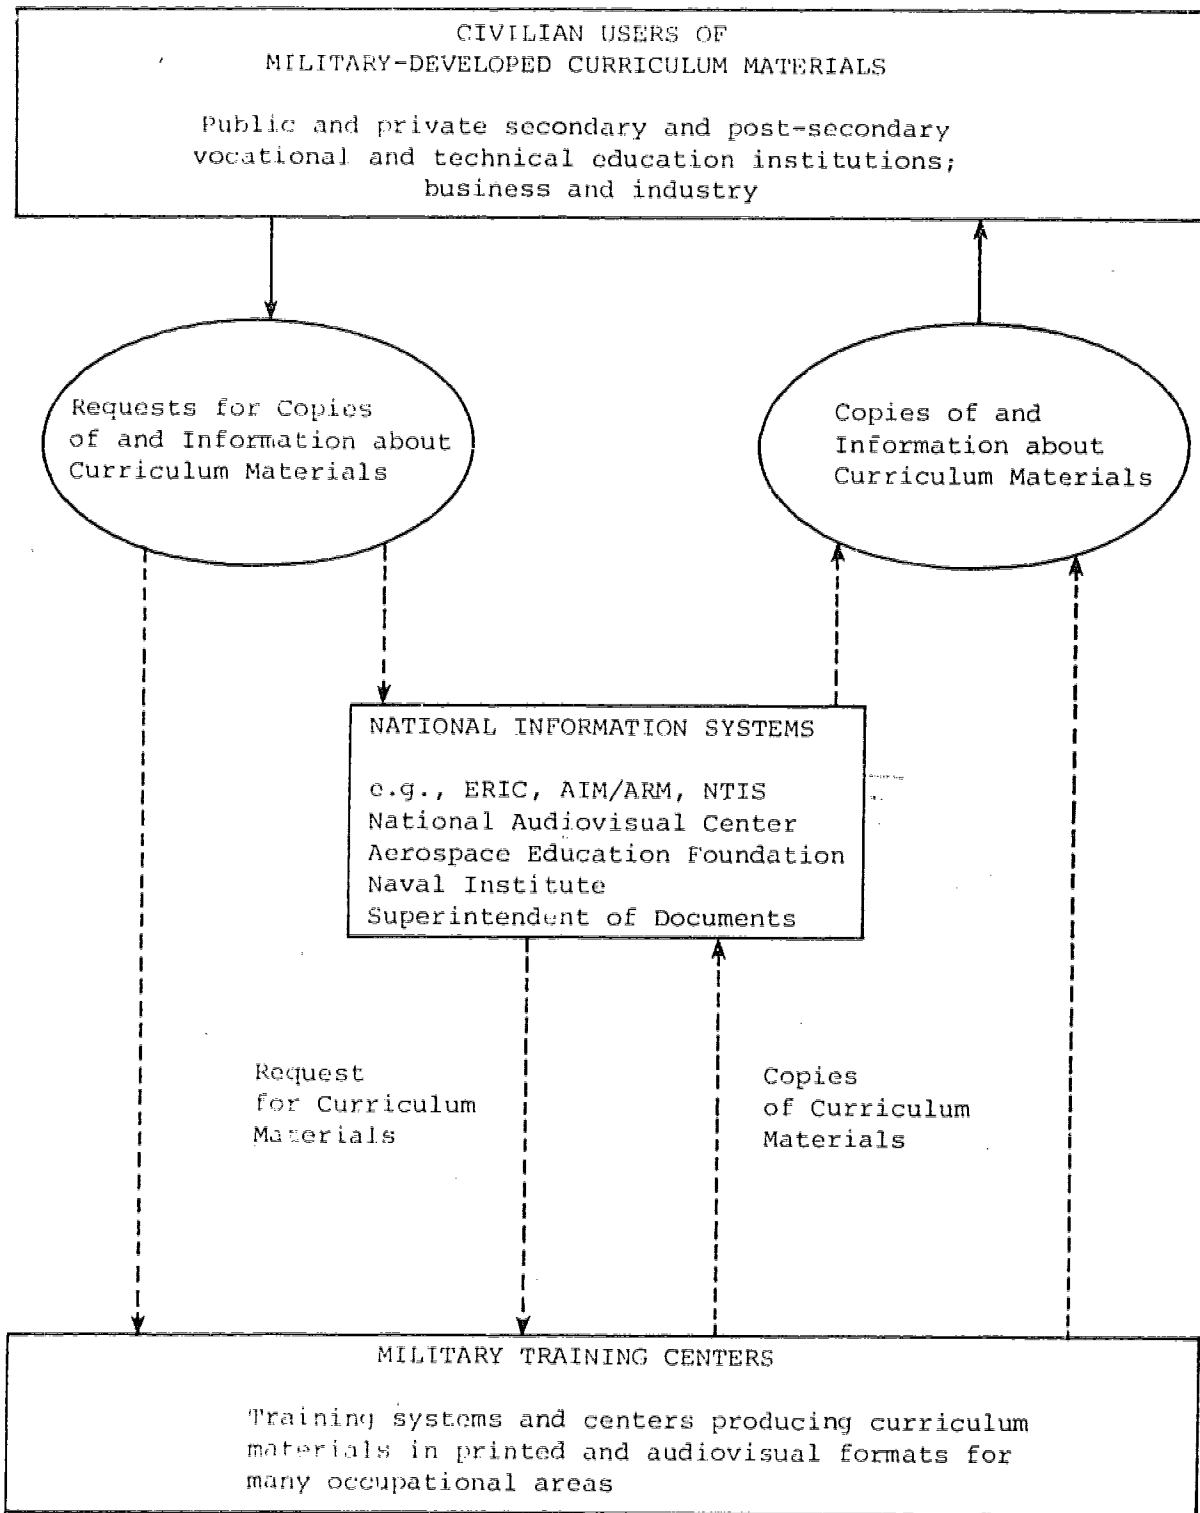 CIVILIAN USERS OF
MILITARY-DEVELOPED CURRICULUM MATERIALS
Public and private secondary and post-secondary
vocational and technical education institutions;
business and industry
Requests for Copies
of and Information about
Curriculum Materials
Copies of and
Information about
Curriculum Materials
NATIONAL INFORMATION SYSTEMS
e.g., ERIC, AIM/ARM, NTIS
National Audiovisual Center
Aerospace Education Foundation
Naval Institute
Superintendent of Documents
Request
for Curriculum
Materials
Copies
of Curriculum
Materials
MILITARY TRAINING CENTERS
Training systems and centers producing curriculum
materials in printed and audiovisual formats for
many occupational areas